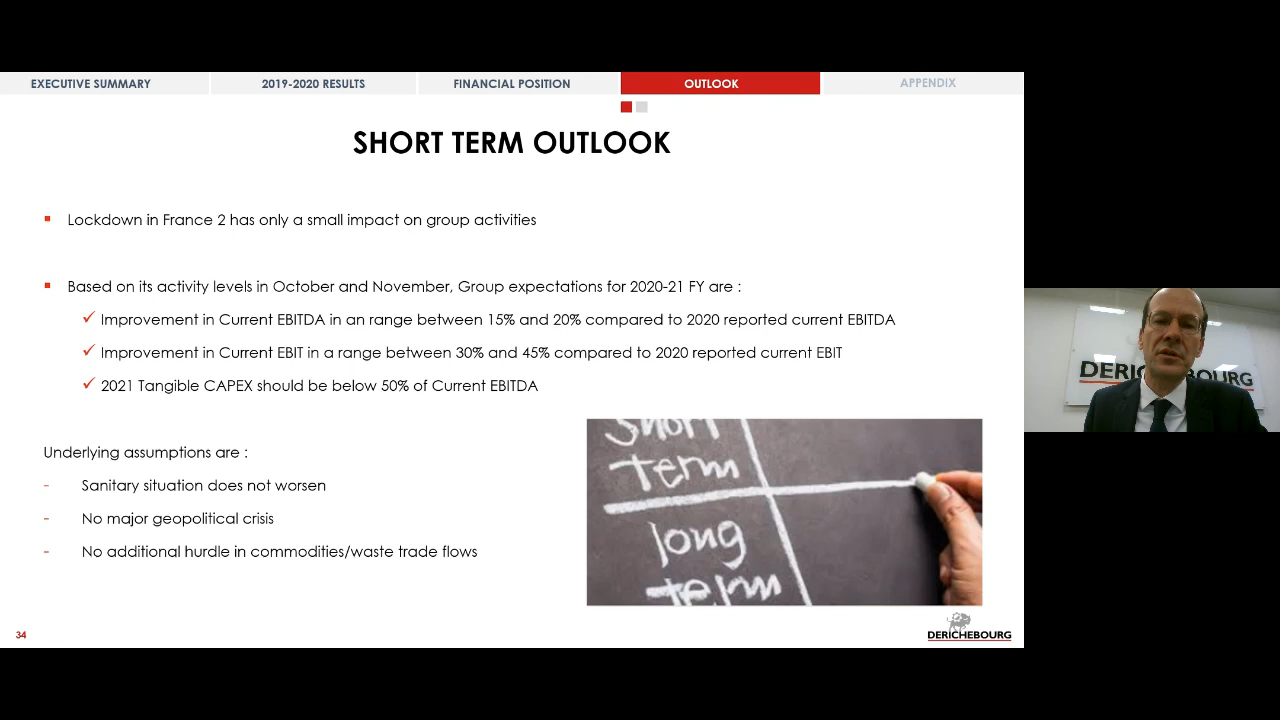 EXECUTIVE SUMMARY
2019-2020 RESULTS
FINANCIAL POSITION
OUTLOOK
APPENDIX
SHORT TERM OUTLOOK
Lockdown in France 2 has only a small impact on group activities
Based on its activity levels in October and November, Group expectations for 2020-21 FY are :
Improvement in Current EBITDA in an range between 15% and 20% compared to 2020 reported current EBITDA
Improvement in Current EBIT in a range between 30% and 45% compared to 2020 reported current EBIT
2021 Tangible CAPEX should be below 50% of Current EBITDA
Underlying assumptions are :
- Sanitary situation does not worsen
- No major geopolitical crisis
- No additional hurdle in commodities/waste trade flows
short
term
long
term
34
DERICHEBOURG
DERICHEBOURG